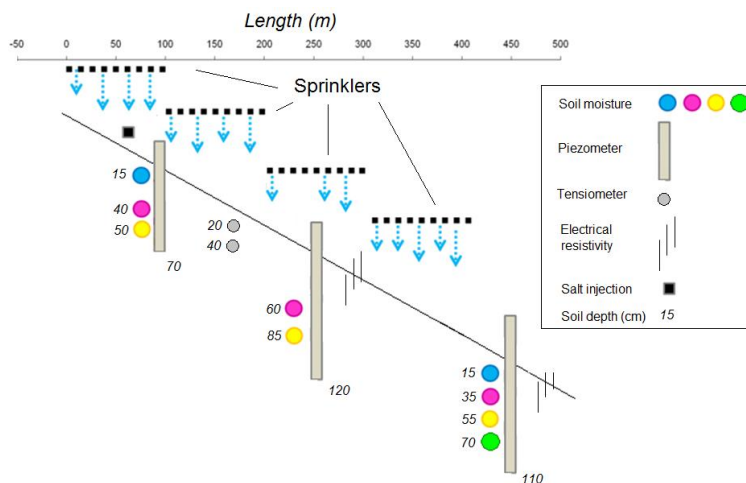 Length (m)
-50 0 50 100 150 200 250 300 350 400 450 500
Sprinklers
15
40
50
70
20
40
60
85
120
15
35
55
70
110
Soil moisture
Piezometer
Tensiometer
Electrical
resistivity
Salt injection
Soil depth (cm) 15